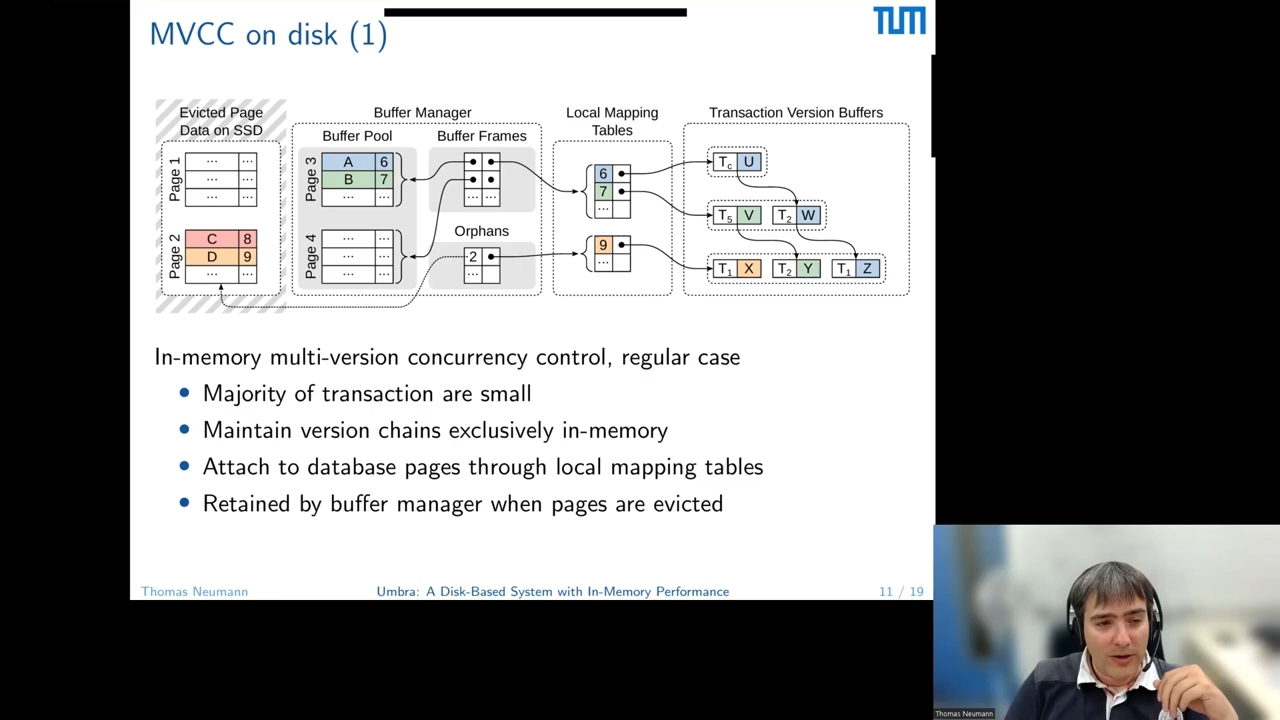 MVCC on disk (1)
TUM
Evicted Page
Data on SSD
Buffer Manager
Local Mapping
Tables
Transaction Version Buffers
Buffer Pool
Buffer Frames
Page 1
... ...
... ...
... ...
Page 2
C 8
D 9
... ...
Page 3
A 6
B 7
... ...
Page 4
... ...
... ...
... ...
... ...
Orphans
2
...
6
7
...
9
...
Tc U
T5 V T2 W
T1 X T2 Y T1 Z
In-memory multi-version concurrency control, regular case
• Majority of transaction are small
• Maintain version chains exclusively in-memory
• Attach to database pages through local mapping tables
• Retained by buffer manager when pages are evicted
Thomas Neumann Umbra: A Disk-Based System with In-Memory Performance 11 / 19
Thomas Neumann